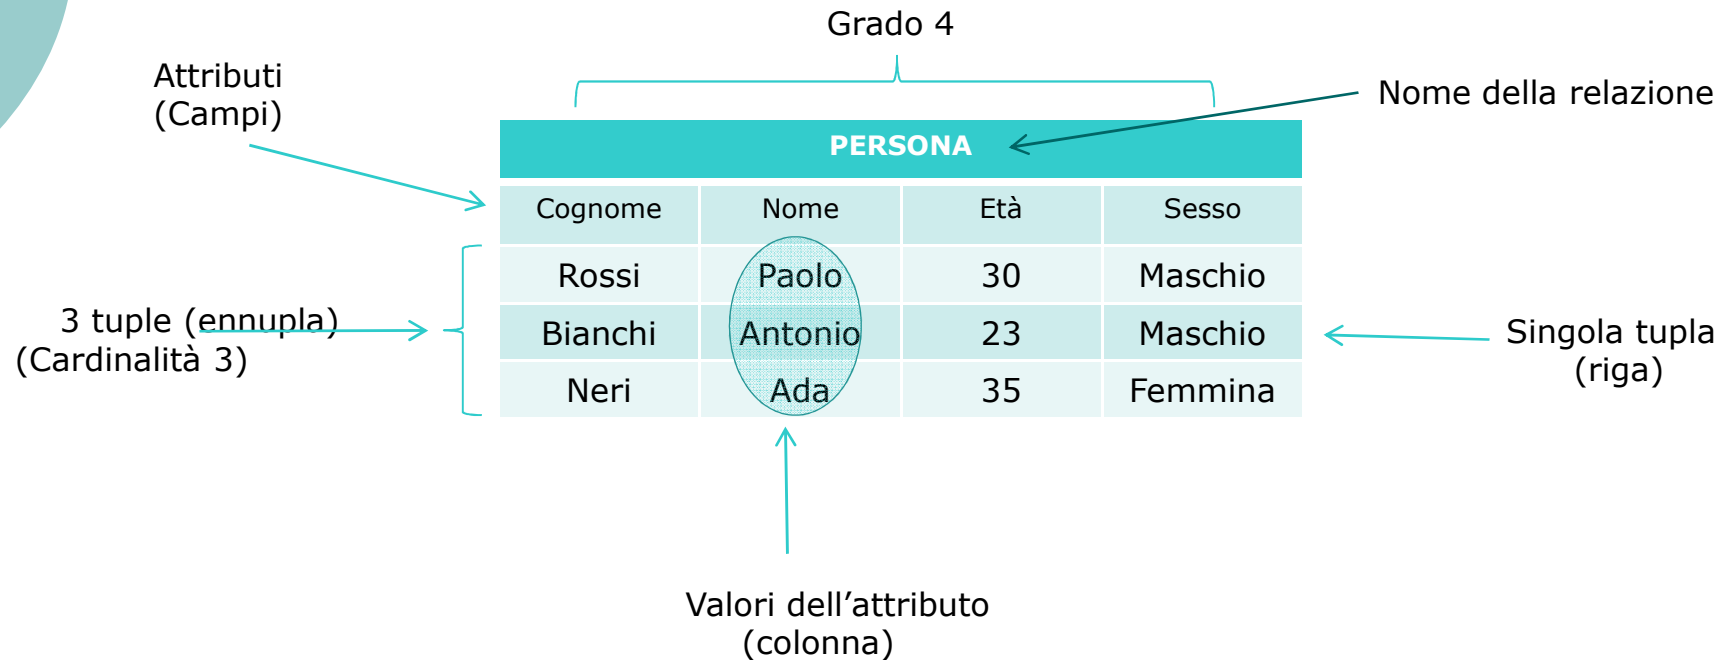 Grado 4
Attributi
(Campi)
Nome della relazione
PERSONA
Cognome Nome Età Sesso
Rossi Paolo 30 Maschio
Bianchi Antonio 23 Maschio
Neri Ada 35 Femmina
3 tuple (ennupla)
(Cardinalità 3)
Singola tupla
(riga)
Valori dell’attributo
(colonna)